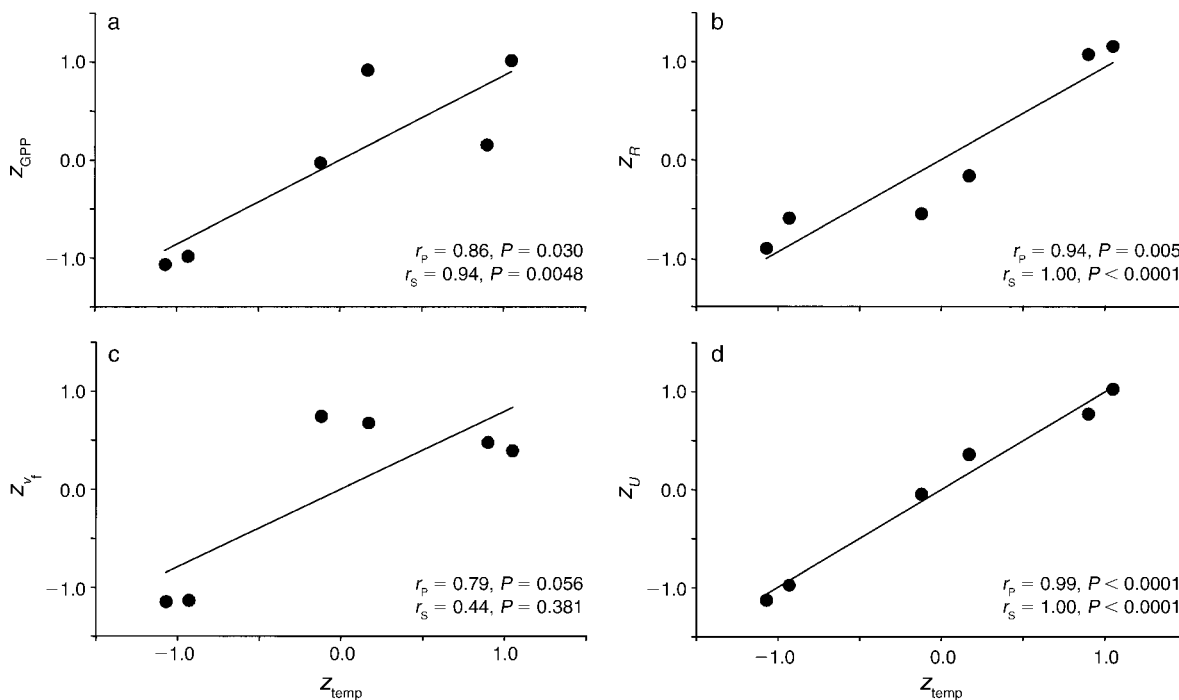 a
1.0
0.0
−1.0
z_GPP
r_P = 0.86, P = 0.030
r_S = 0.94, P = 0.0048
b
1.0
0.0
−1.0
z_R
r_P = 0.94, P = 0.005
r_S = 1.00, P < 0.0001
c
1.0
0.0
−1.0
z_v_f
r_P = 0.79, P = 0.056
r_S = 0.44, P = 0.381
−1.0 0.0 1.0
z_temp
d
1.0
0.0
−1.0
z_U
r_P = 0.99, P < 0.0001
r_S = 1.00, P < 0.0001
−1.0 0.0 1.0
z_temp